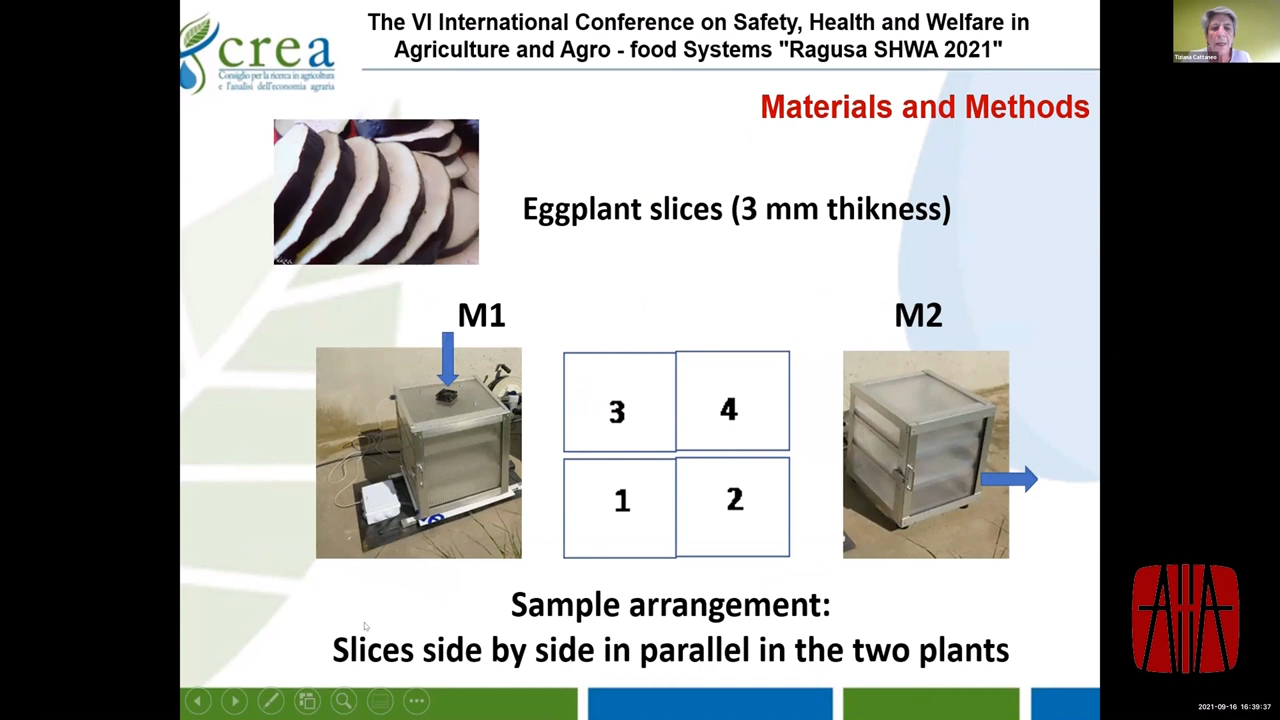 crea
Consiglio per la ricerca in agricoltura
e l'analisi dell'economia agraria
The VI International Conference on Safety, Health and Welfare in
Agriculture and Agro - food Systems "Ragusa SHWA 2021"
Tiziana Cattaneo
Materials and Methods
Eggplant slices (3 mm thikness)
M1
M2
3
4
1
2
Sample arrangement:
Slices side by side in parallel in the two plants
2021-09-16 16:39:37